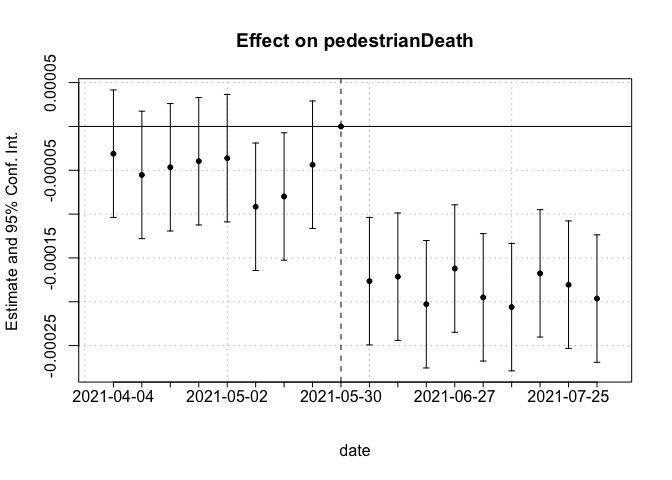 Effect on pedestrianDeath
Estimate and 95% Conf. Int.
0.00005
-0.00005
-0.00015
-0.00025
2021-04-04 2021-05-02 2021-05-30 2021-06-27 2021-07-25
date